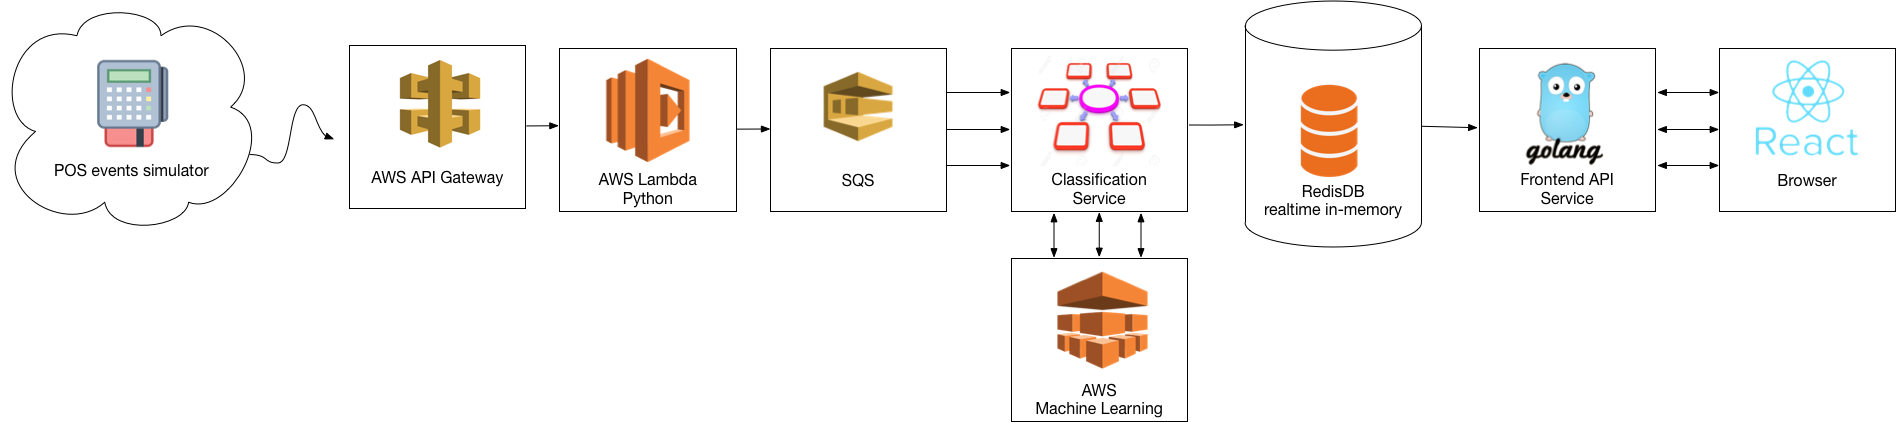 POS events simulator
AWS API Gateway
AWS Lambda
Python
SQS
Classification
Service
AWS
Machine Learning
RedisDB
realtime in-memory
golang
Frontend API
Service
React
Browser